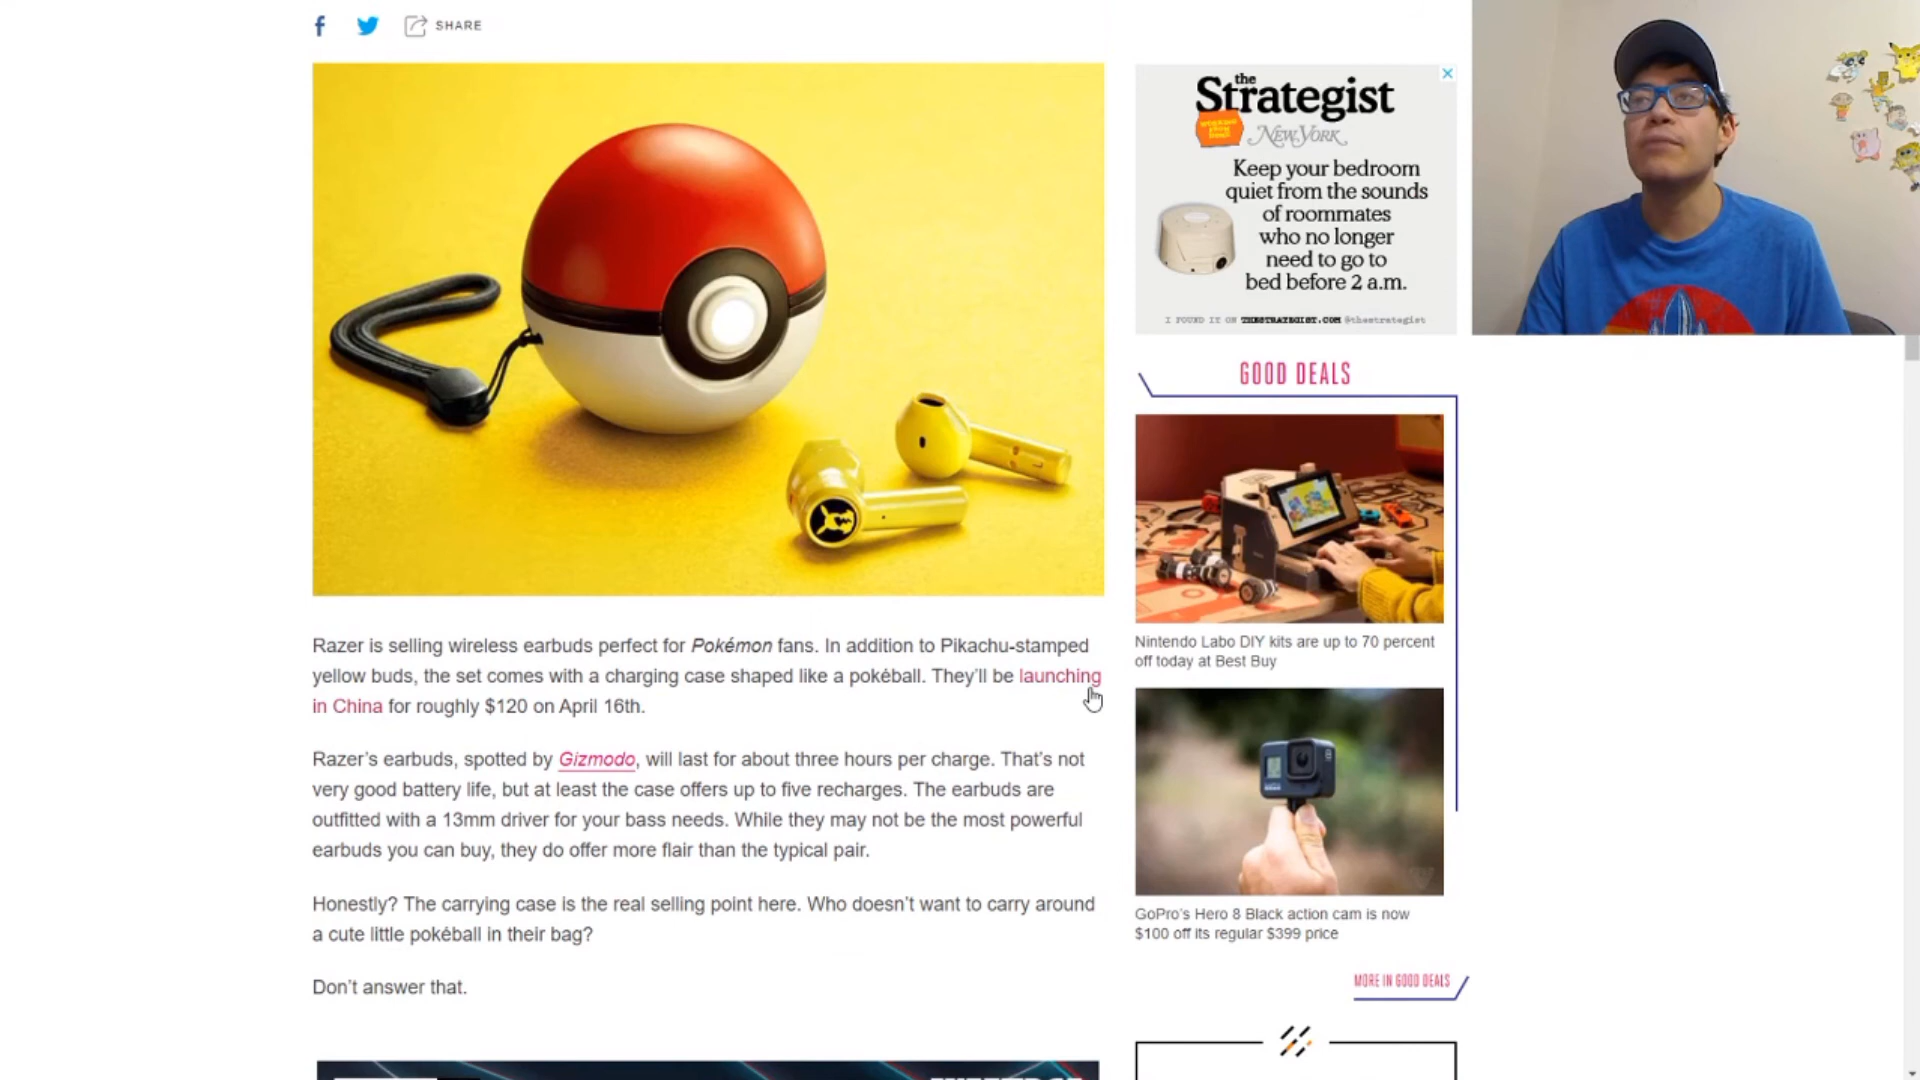 SHARE
Razer is selling wireless earbuds perfect for Pokémon fans. In addition to Pikachu-stamped
yellow buds, the set comes with a charging case shaped like a pokéball. They’ll be launching
in China for roughly $120 on April 16th.
Razer’s earbuds, spotted by Gizmodo, will last for about three hours per charge. That’s not
very good battery life, but at least the case offers up to five recharges. The earbuds are
outfitted with a 13mm driver for your bass needs. While they may not be the most powerful
earbuds you can buy, they do offer more flair than the typical pair.
Honestly? The carrying case is the real selling point here. Who doesn’t want to carry around
a cute little pokéball in their bag?
Don’t answer that.
the
Strategist
NEW YORK
Keep your bedroom
quiet from the sounds
of roommates
who no longer
need to go to
bed before 2 a.m.
I FOUND IT ON THESTRATEGIST.COM @thestrategist
GOOD DEALS
Nintendo Labo DIY kits are up to 70 percent
off today at Best Buy
GoPro’s Hero 8 Black action cam is now
$100 off its regular $399 price
MORE IN GOOD DEALS